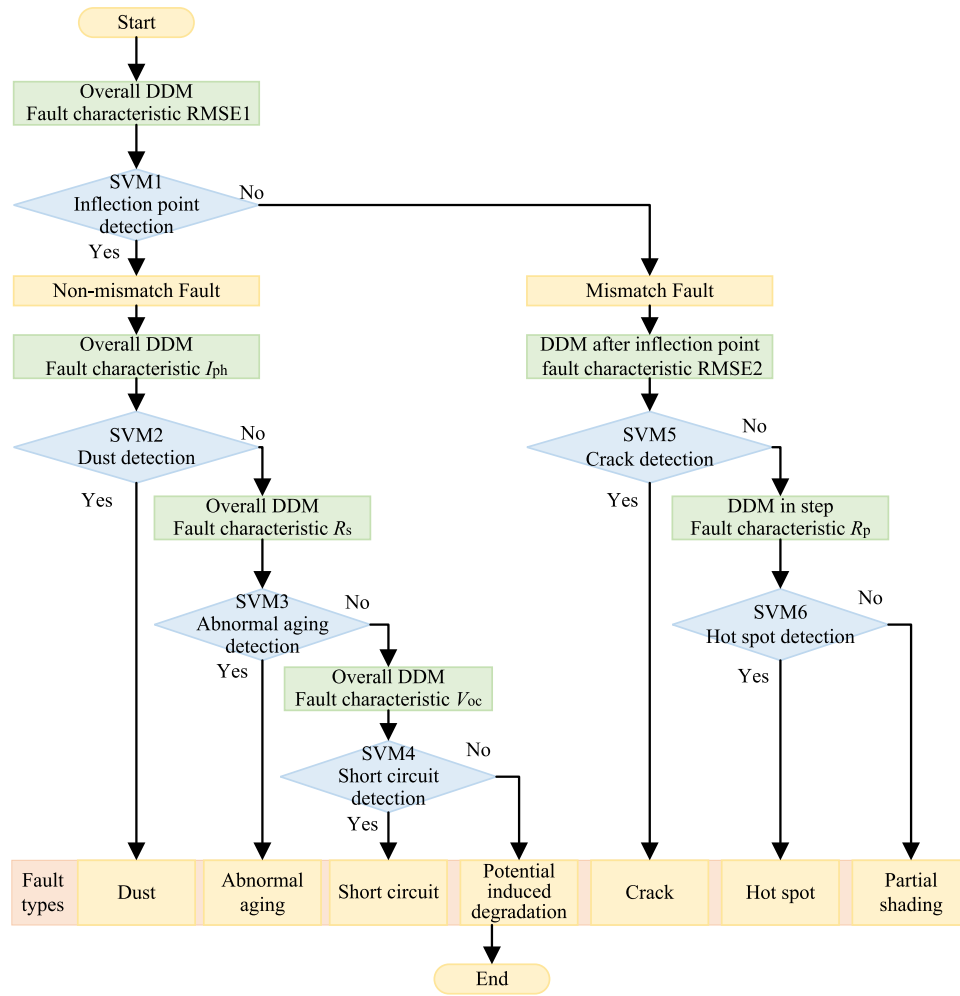 Start
Overall DDM
Fault characteristic RMSE1
SVM1
Inflection point
detection
No
Yes
Non-mismatch Fault
Mismatch Fault
Overall DDM
Fault characteristic Iph
DDM after inflection point
fault characteristic RMSE2
SVM2
Dust detection
No
Yes
SVM5
Crack detection
No
Yes
Overall DDM
Fault characteristic Rs
DDM in step
Fault characteristic Rp
SVM3
Abnormal aging
detection
No
Yes
SVM6
Hot spot detection
No
Yes
Overall DDM
Fault characteristic Voc
SVM4
Short circuit
detection
No
Yes
Fault
types
Dust
Abnormal
aging
Short circuit
Potential
induced
degradation
Crack
Hot spot
Partial
shading
End